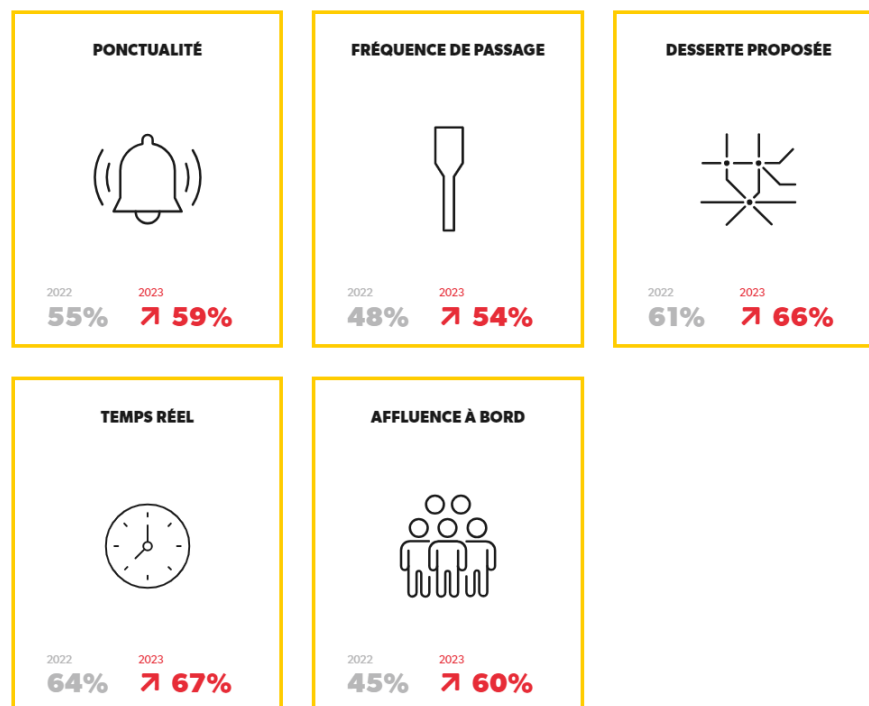 PONCTUALITÉ
2022 2023
55% ↗ 59%
FRÉQUENCE DE PASSAGE
2022 2023
48% ↗ 54%
DESSERTE PROPOSÉE
2022 2023
61% ↗ 66%
TEMPS RÉEL
2022 2023
64% ↗ 67%
AFFLUENCE À BORD
2022 2023
45% ↗ 60%